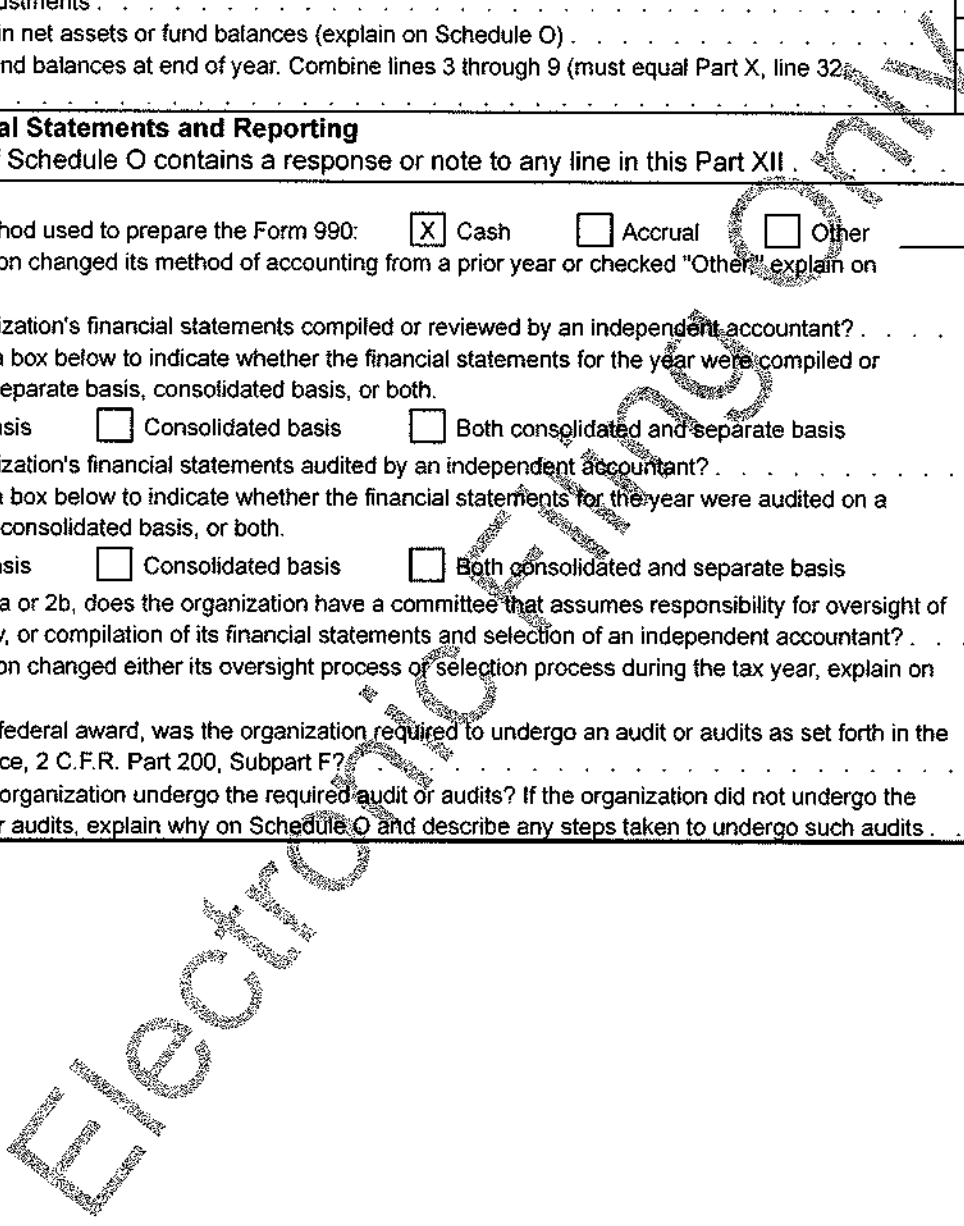 ustments . . . . . . . . . . . . . . . . . . . . . . . . . .
in net assets or fund balances (explain on Schedule O) . . . . . . . . . . .
nd balances at end of year. Combine lines 3 through 9 (must equal Part X, line 32,
. . . . . . . . . . . . . . . . . . . . . . . . . . . . . .
al Statements and Reporting
Schedule O contains a response or note to any line in this Part XII . . . . .
hod used to prepare the Form 990: X Cash Accrual Other
on changed its method of accounting from a prior year or checked "Other," explain on
ization's financial statements compiled or reviewed by an independent accountant? . . . .
a box below to indicate whether the financial statements for the year were compiled or
eparate basis, consolidated basis, or both.
sis Consolidated basis Both consolidated and separate basis
ization's financial statements audited by an independent accountant? . . . . . . . .
a box below to indicate whether the financial statements for the year were audited on a
consolidated basis, or both.
sis Consolidated basis Both consolidated and separate basis
a or 2b, does the organization have a committee that assumes responsibility for oversight of
, or compilation of its financial statements and selection of an independent accountant? . . .
on changed either its oversight process or selection process during the tax year, explain on
federal award, was the organization required to undergo an audit or audits as set forth in the
ce, 2 C.F.R. Part 200, Subpart F? . . . . . . . . . . . . . . . . . . .
organization undergo the required audit or audits? If the organization did not undergo the
r audits, explain why on Schedule O and describe any steps taken to undergo such audits . .
Electronic Filing Only